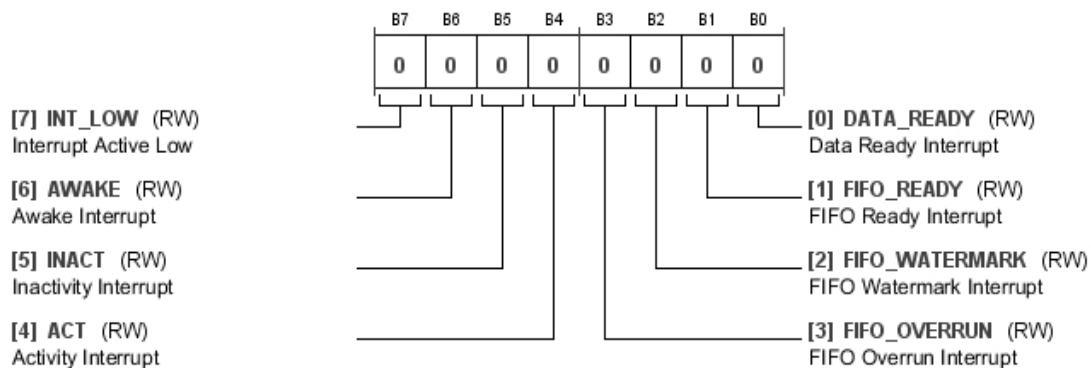 B7 B6 B5 B4 B3 B2 B1 B0
0 0 0 0 0 0 0 0
[7] INT_LOW (RW)
Interrupt Active Low
[6] AWAKE (RW)
Awake Interrupt
[5] INACT (RW)
Inactivity Interrupt
[4] ACT (RW)
Activity Interrupt
[0] DATA_READY (RW)
Data Ready Interrupt
[1] FIFO_READY (RW)
FIFO Ready Interrupt
[2] FIFO_WATERMARK (RW)
FIFO Watermark Interrupt
[3] FIFO_OVERRUN (RW)
FIFO Overrun Interrupt